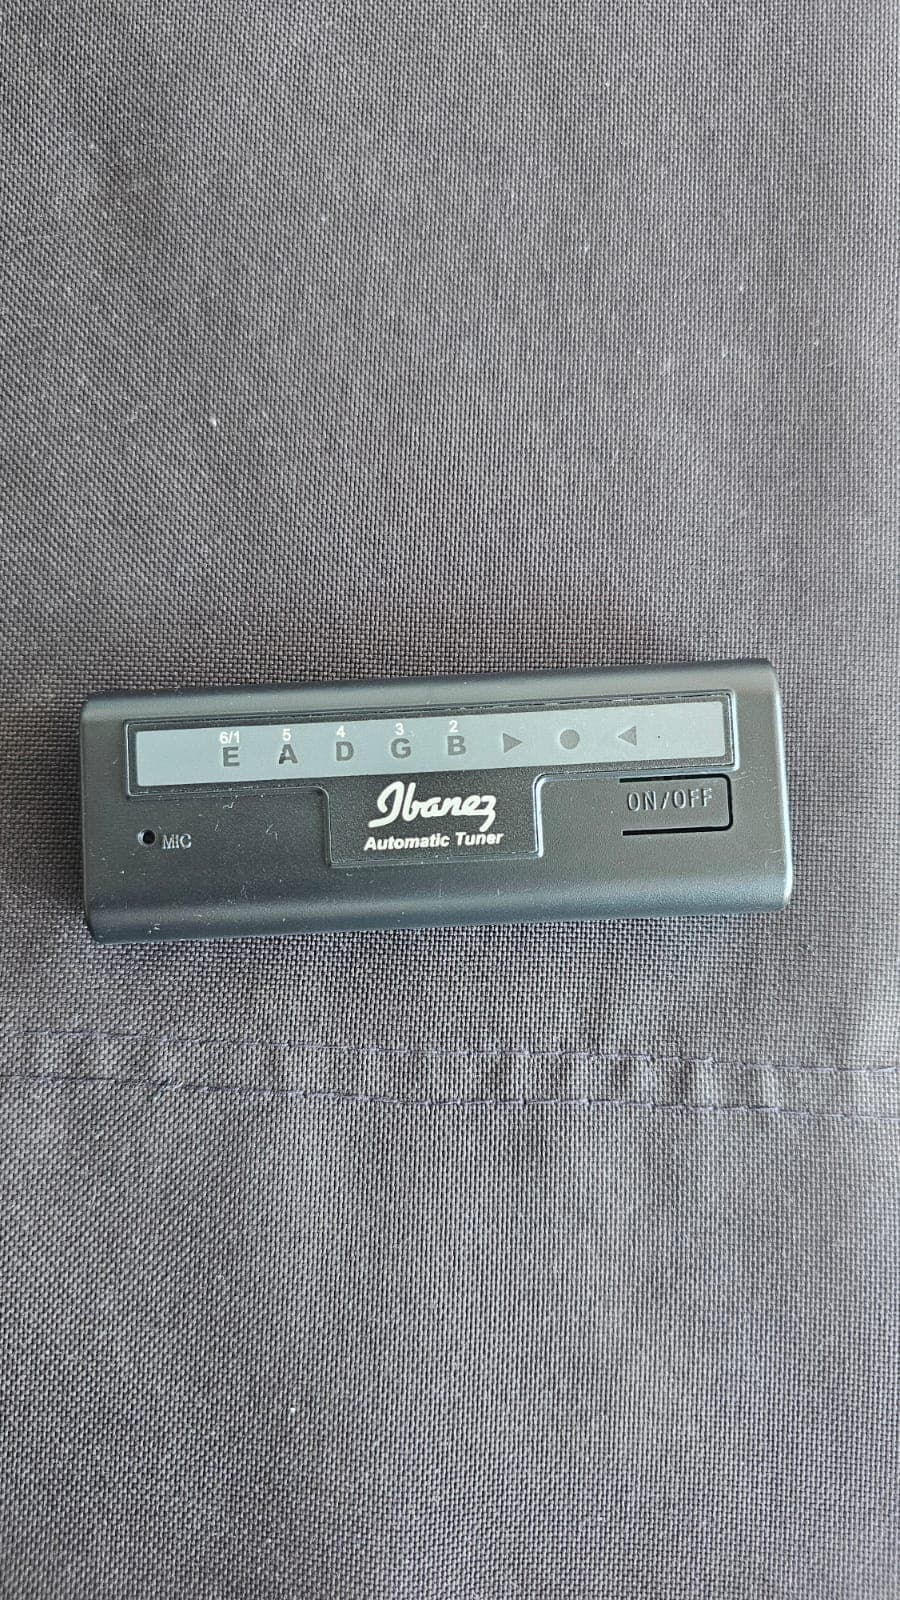 6/1 5 4 3 2
E A D G B
Ibanez
Automatic Tuner
ON/OFF
MIC